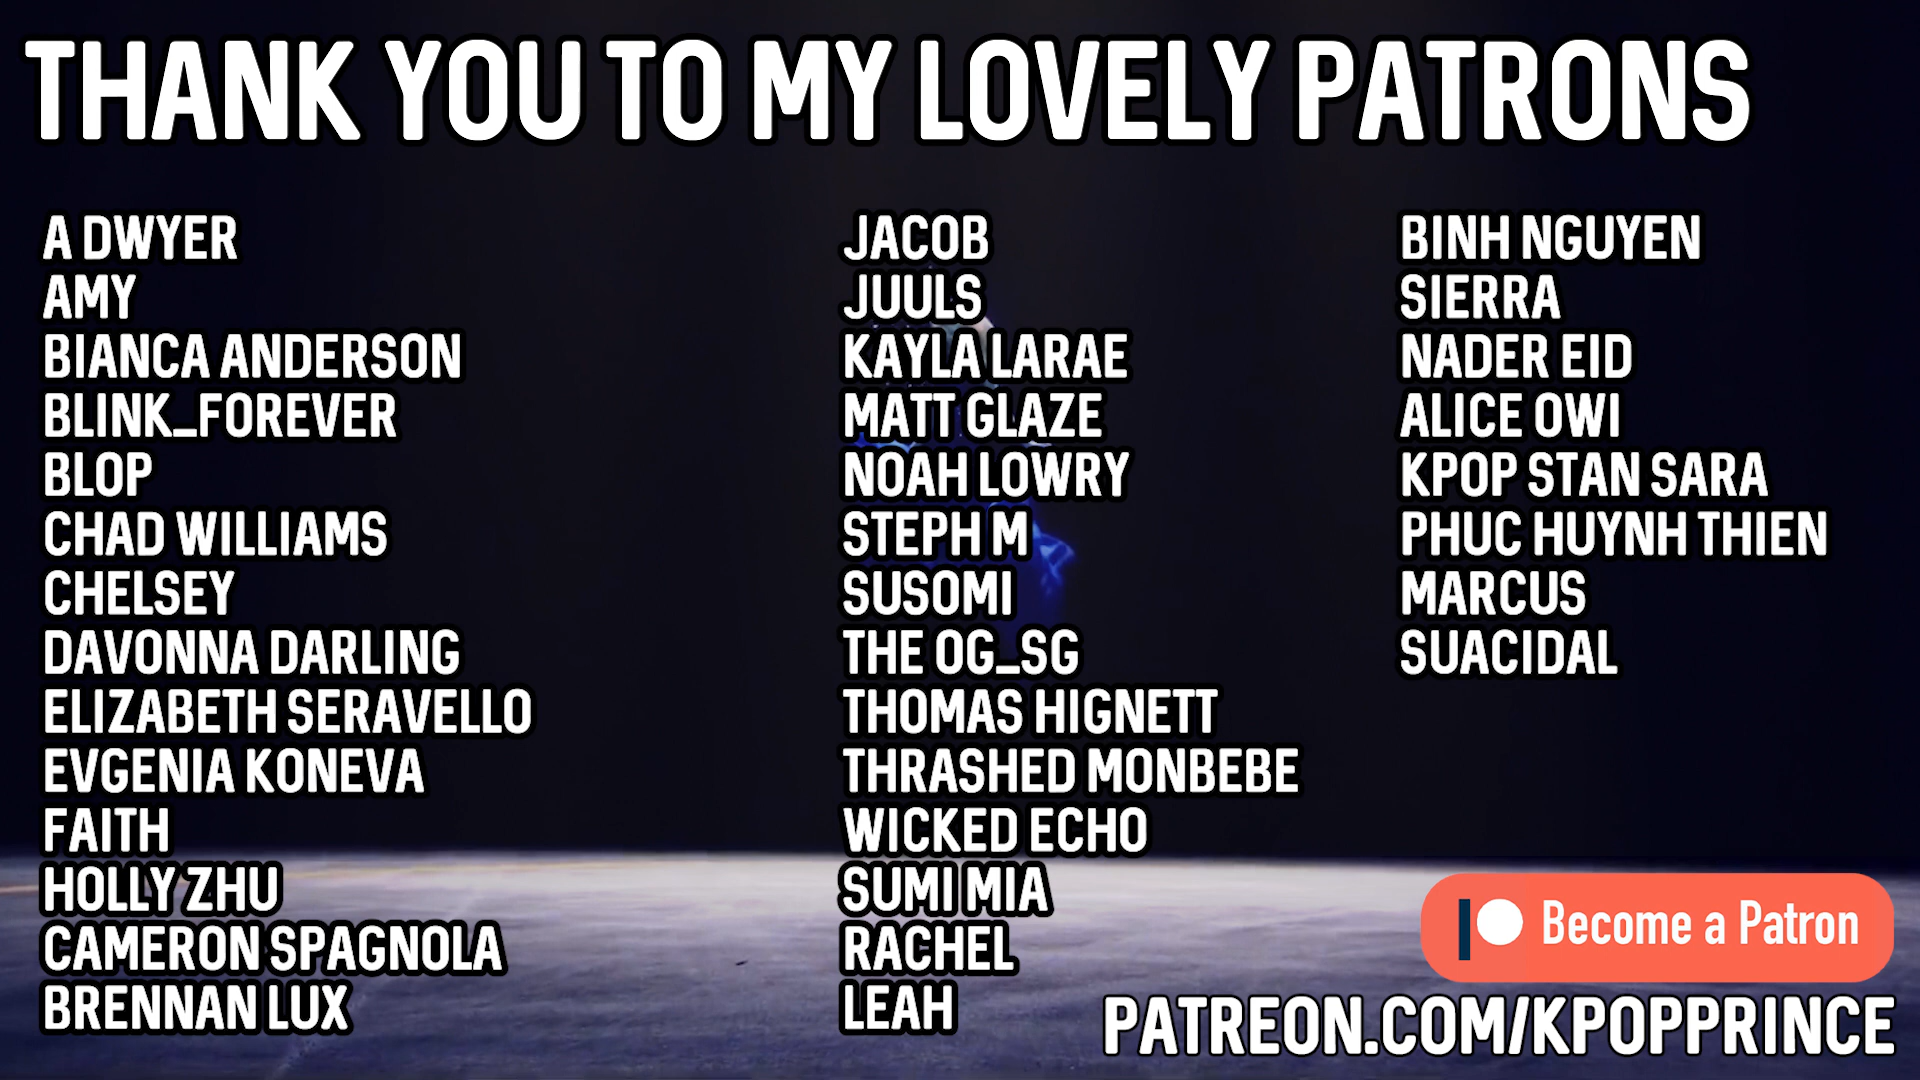 THANK YOU TO MY LOVELY PATRONS
A DWYER
AMY
BIANCA ANDERSON
BLINK_FOREVER
BLOP
CHAD WILLIAMS
CHELSEY
DAVONNA DARLING
ELIZABETH SERAVELLO
EVGENIA KONEVA
FAITH
HOLLY ZHU
CAMERON SPAGNOLA
BRENNAN LUX
JACOB
JUULS
KAYLA LARAE
MATT GLAZE
NOAH LOWRY
STEPH M
SUSOMI
THE OG_SG
THOMAS HIGNETT
THRASHED MONBEBE
WICKED ECHO
SUMI MIA
RACHEL
LEAH
BINH NGUYEN
SIERRA
NADER EID
ALICE OWI
KPOP STAN SARA
PHUC HUYNH THIEN
MARCUS
SUACIDAL
Become a Patron
PATREON.COM/KPOPPRINCE